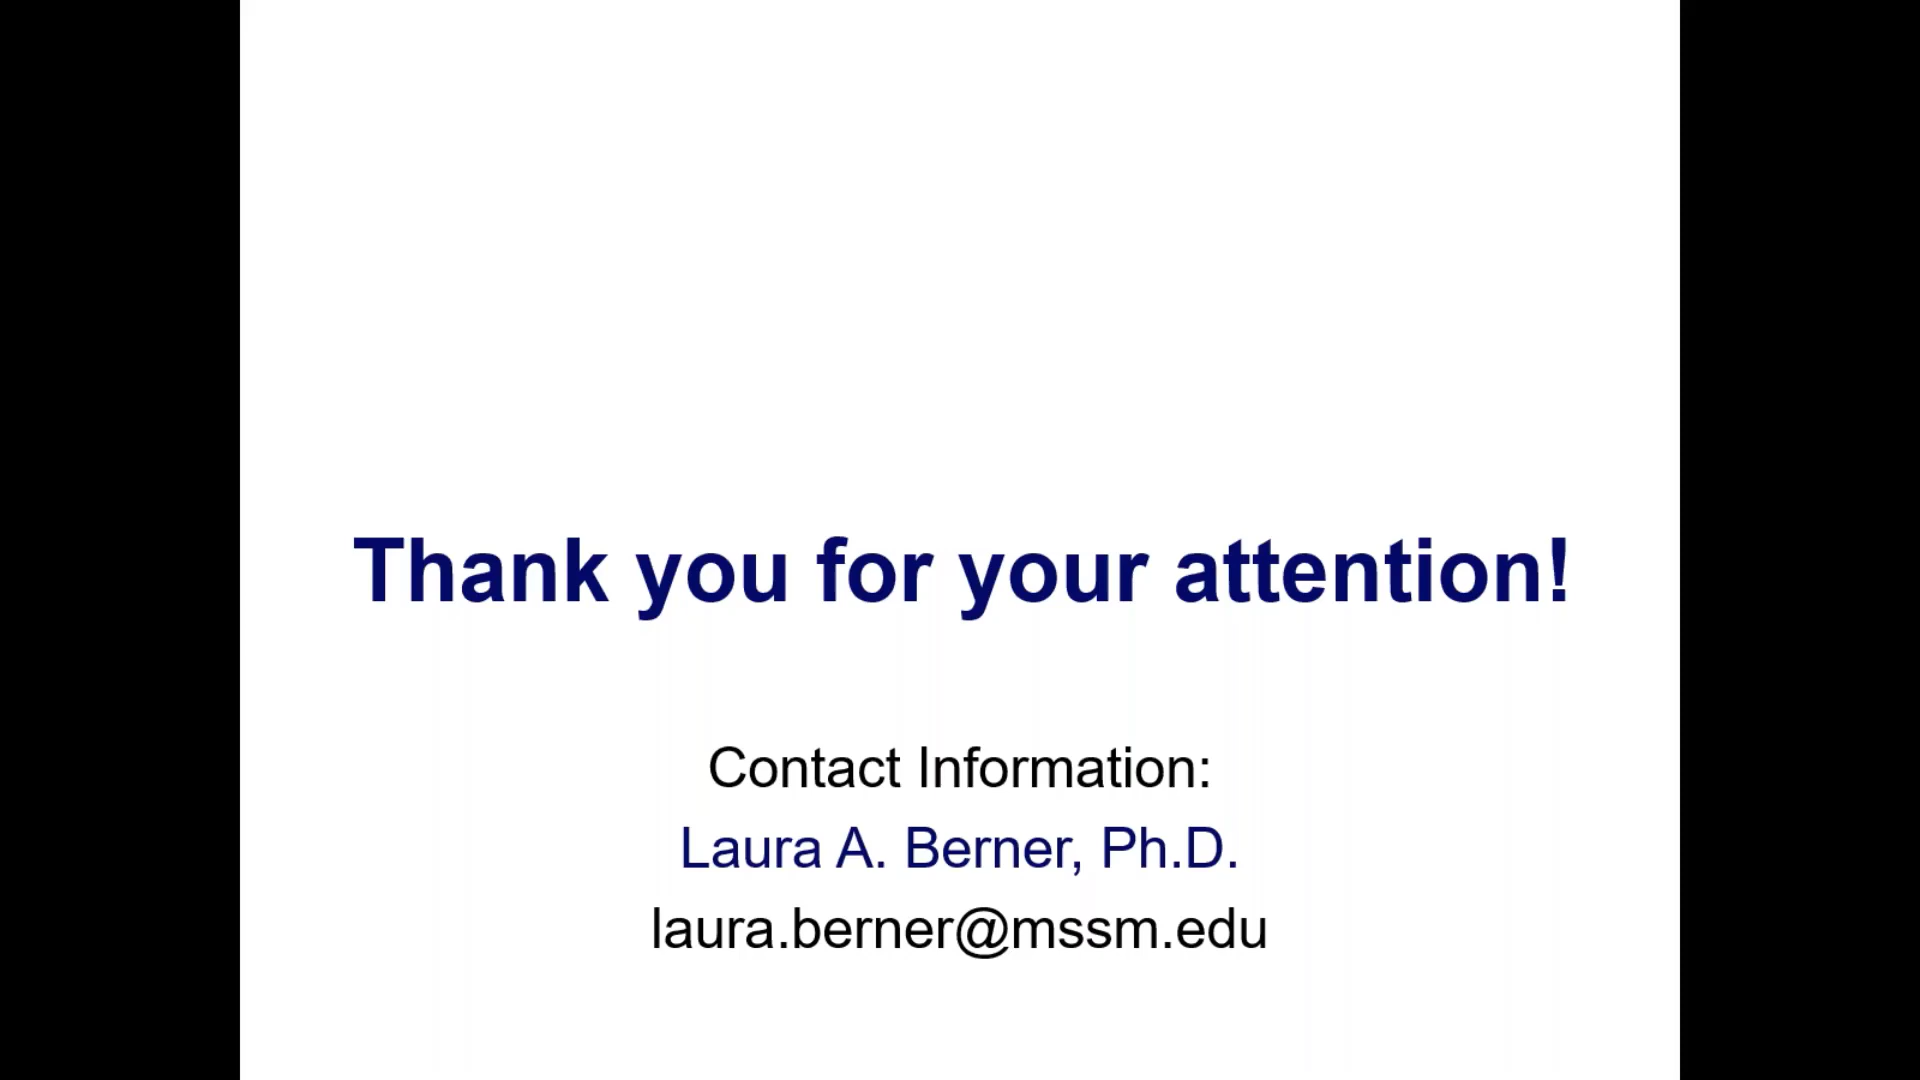 Thank you for your attention!
Contact Information:
Laura A. Berner, Ph.D.
laura.berner@mssm.edu